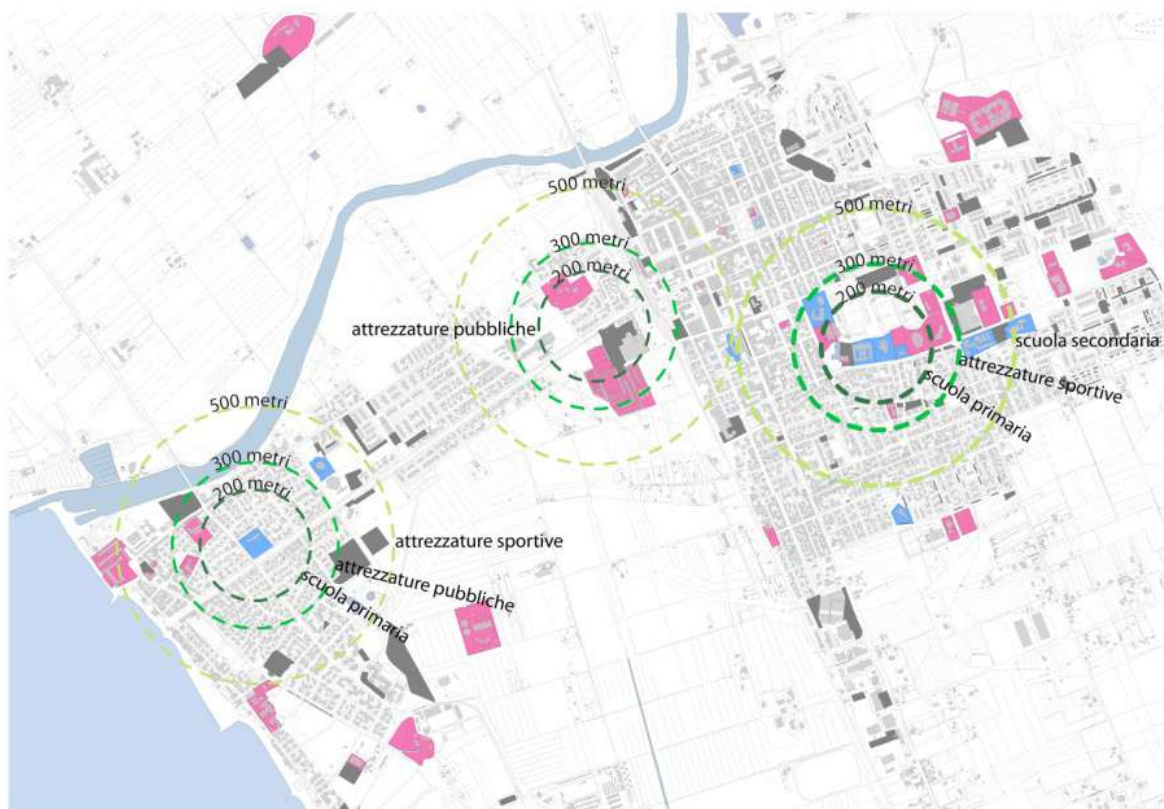 500 metri
300 metri
200 metri
attrezzature pubbliche
500 metri
300 metri
200 metri
scuola secondaria
attrezzature sportive
scuola primaria
500 metri
300 metri
200 metri
attrezzature sportive
attrezzature pubbliche
scuola primaria